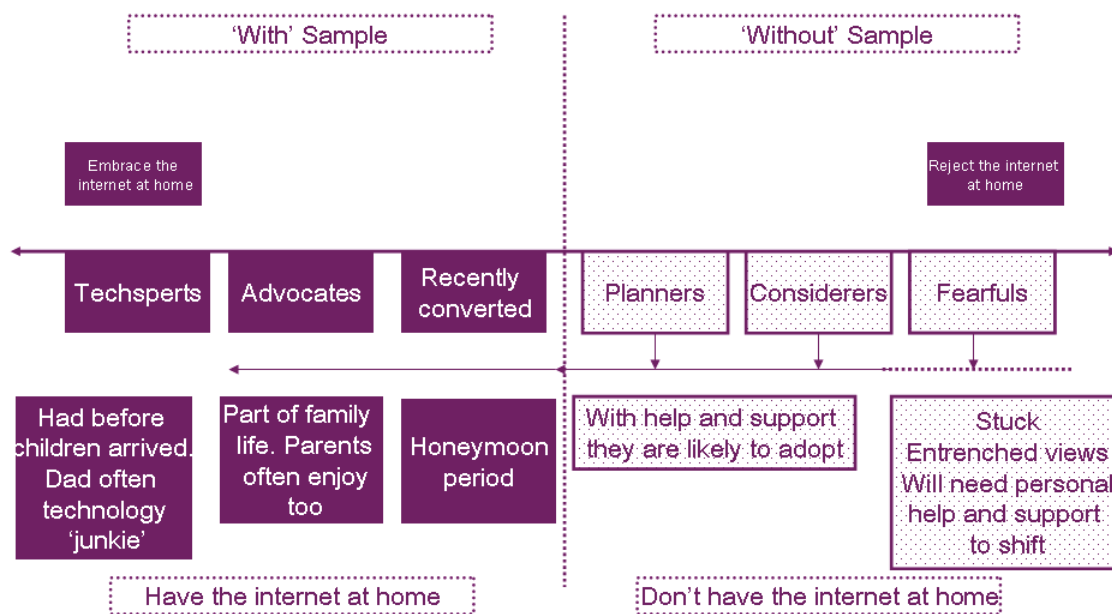 ‘With’ Sample
‘Without’ Sample
Embrace the
internet at home
Reject the internet
at home
Techsperts
Advocates
Recently
converted
Planners
Considerers
Fearfuls
Had before
children arrived.
Dad often
technology
‘junkie’
Part of family
life. Parents
often enjoy
too
Honeymoon
period
With help and support
they are likely to adopt
Stuck
Entrenched views
Will need personal
help and support
to shift
Have the internet at home
Don’t have the internet at home